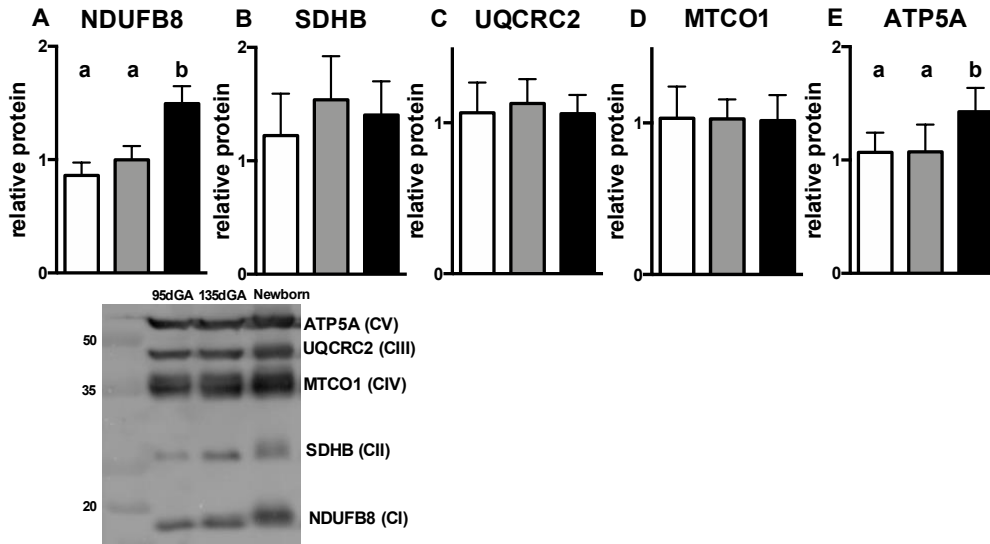 A NDUFB8
B SDHB
C UQCRC2
D MTCO1
E ATP5A
relative protein
2
1
0
a a b
relative protein
2
1
0
relative protein
1
0
relative protein
1
0
relative protein
2
1
0
a a b
95dGA 135dGA Newborn
50
35
20
ATP5A (CV)
UQCRC2 (CIII)
MTCO1 (CIV)
SDHB (CII)
NDUFB8 (CI)